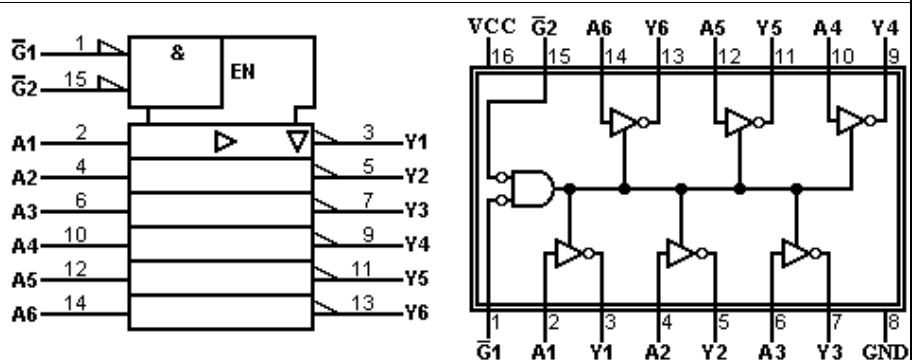 G̅1 1 & EN
G̅2 15
A1 2 3 Y1
A2 4 5 Y2
A3 6 7 Y3
A4 10 9 Y4
A5 12 11 Y5
A6 14 13 Y6
VCC G̅2 A6 Y6 A5 Y5 A4 Y4
16 15 14 13 12 11 10 9
1 2 3 4 5 6 7 8
G̅1 A1 Y1 A2 Y2 A3 Y3 GND